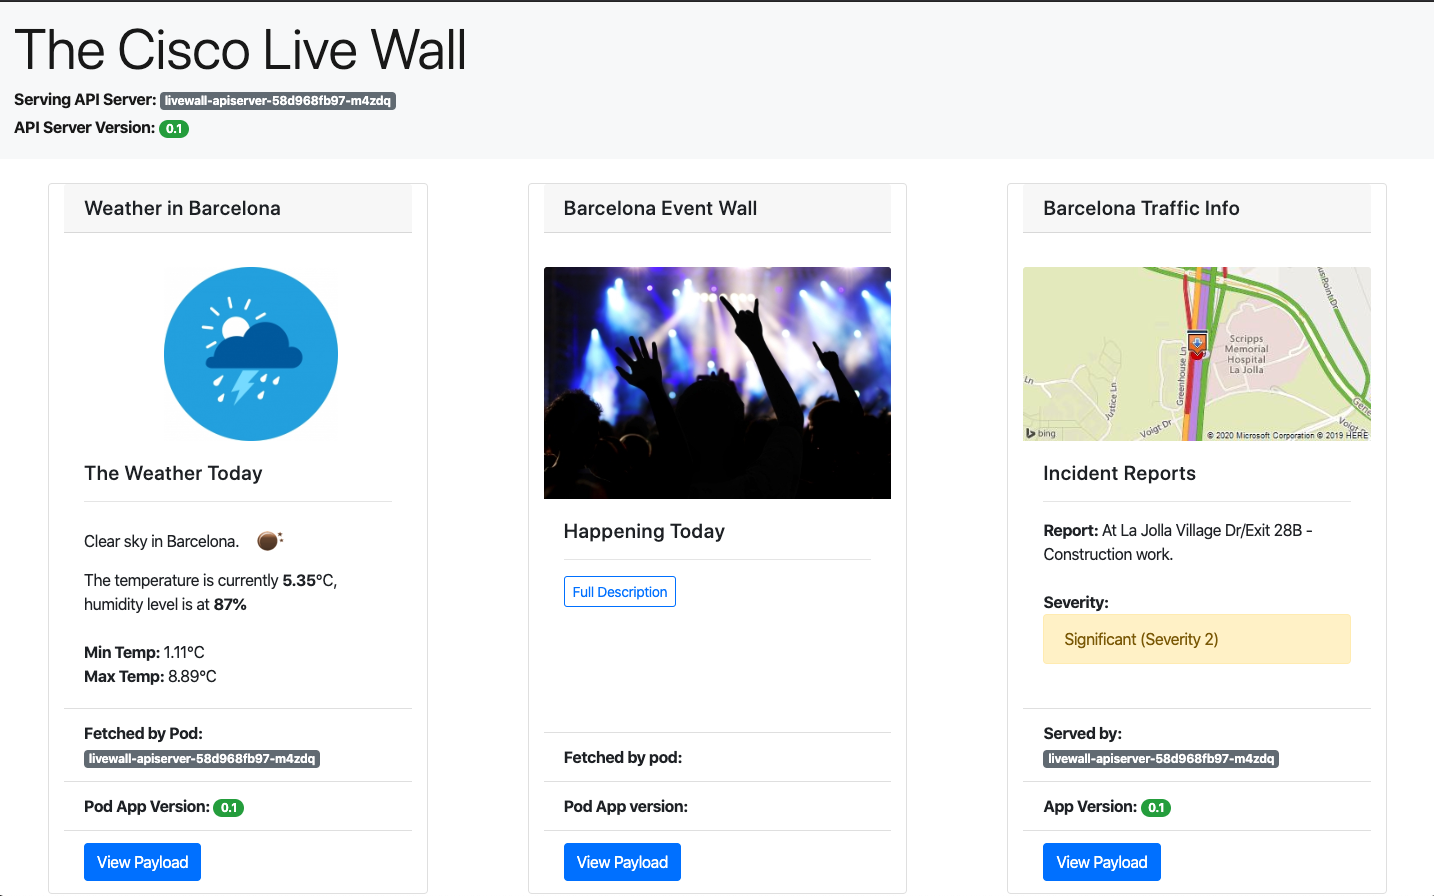 The Cisco Live Wall
Serving API Server: livewall-apiserver-58d968fb97-m4zdq
API Server Version: 0.1
Weather in Barcelona
The Weather Today
Clear sky in Barcelona.
The temperature is currently 5.35°C,
humidity level is at 87%
Min Temp: 1.11°C
Max Temp: 8.89°C
Fetched by Pod:
livewall-apiserver-58d968fb97-m4zdq
Pod App Version: 0.1
View Payload
Barcelona Event Wall
Happening Today
Full Description
Fetched by pod:
Pod App version:
View Payload
Barcelona Traffic Info
Scripps
Memorial
Hospital
La Jolla
Greenhouse Ln
Justice Ln
Ln
Voigt Dr
Voigt
Gene
PointeDr
bing
© 2020 Microsoft Corporation © 2019 HERE
Incident Reports
Report: At La Jolla Village Dr/Exit 28B -
Construction work.
Severity:
Significant (Severity 2)
Served by:
livewall-apiserver-58d968fb97-m4zdq
App Version: 0.1
View Payload